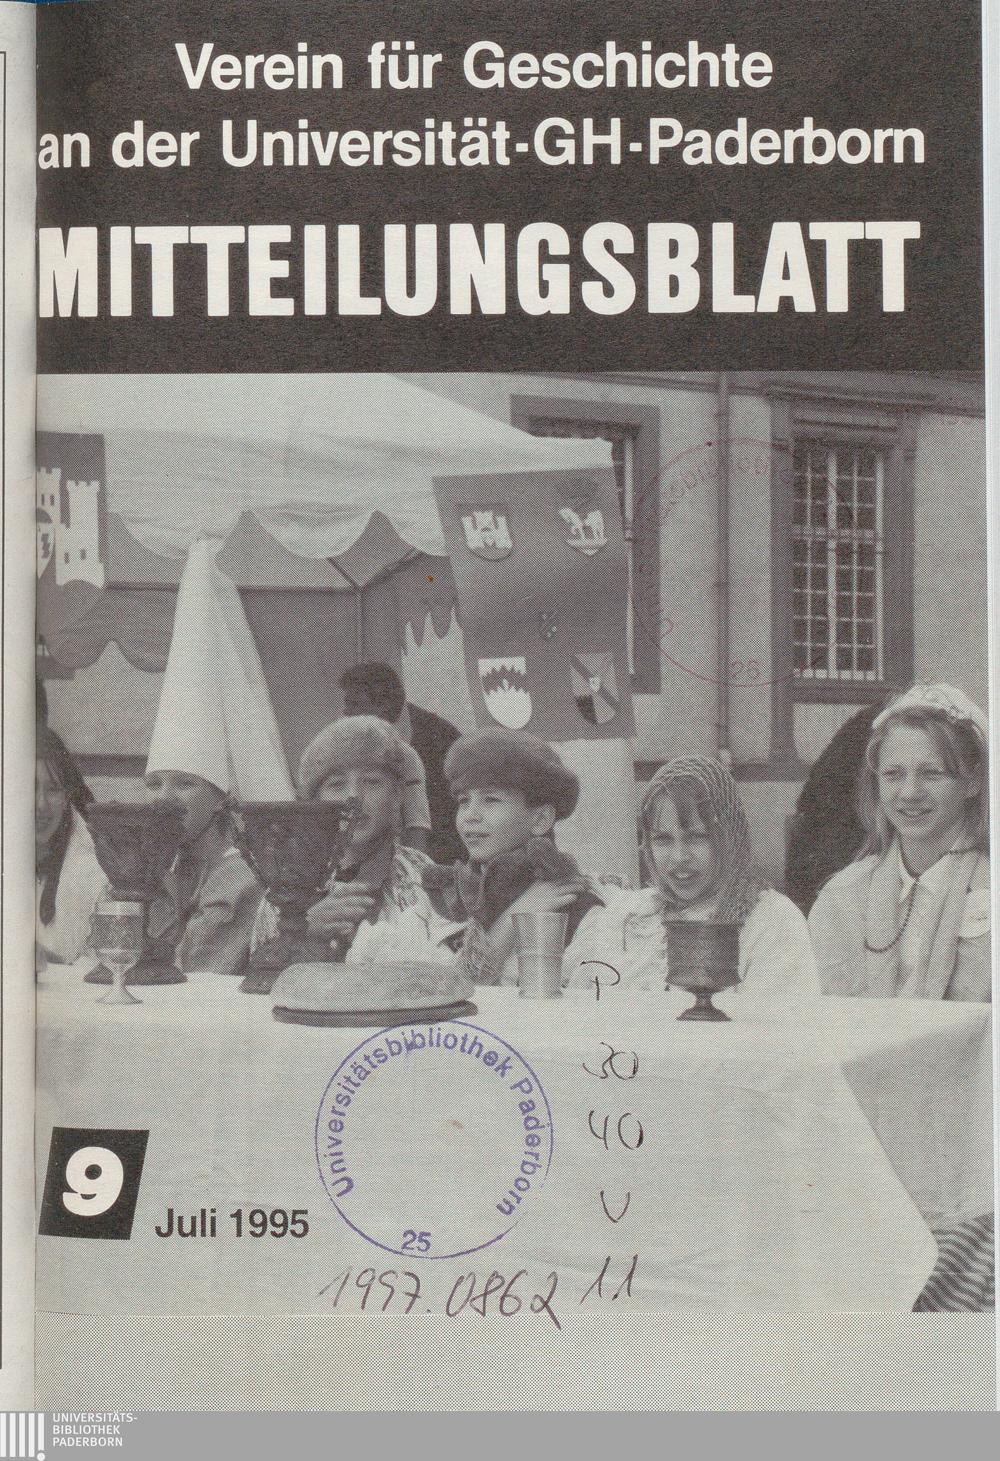 Verein für Geschichte
an der Universität-GH-Paderborn
MITTEILUNGSBLATT
P
30
40
V
11
Universitätsbibliothek Paderborn
25
9
Juli 1995
1997.0862
UNIVERSITÄTS-
BIBLIOTHEK
PADERBORN